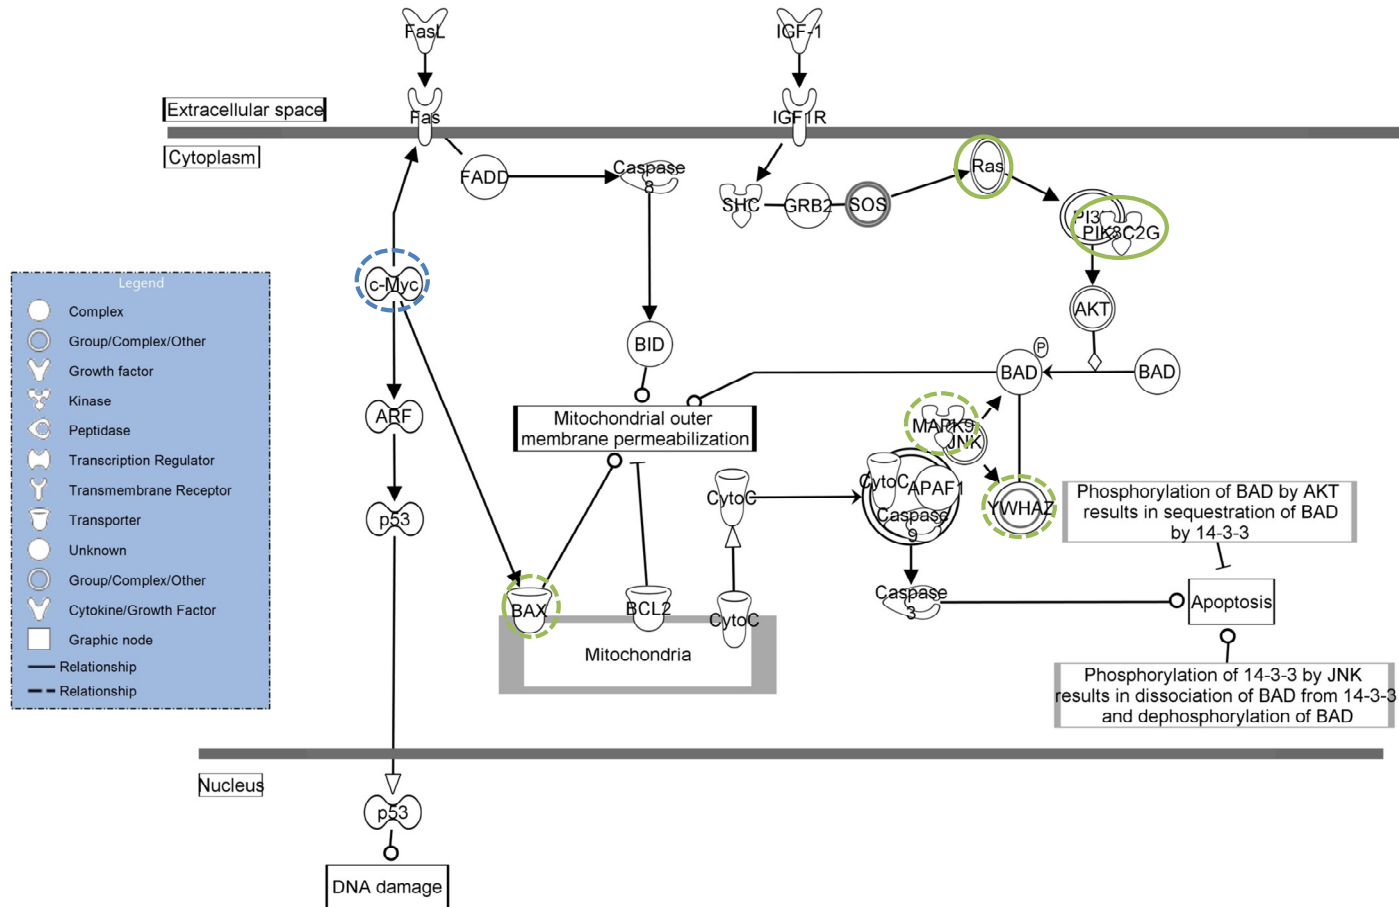 FasL
IGF-1
Extracellular space
Fas
IGF1R
Cytoplasm
FADD
Caspase
8
SHC
GRB2
SOS
Ras
PI3
PIK3C2G
c-Myc
AKT
Legend
Complex
Group/Complex/Other
Growth factor
Kinase
Peptidase
Transcription Regulator
Transmembrane Receptor
Transporter
Unknown
Group/Complex/Other
Cytokine/Growth Factor
Graphic node
Relationship
Relationship
BID
P
BAD
BAD
ARF
Mitochondrial outer
membrane permeabilization
MAPK9
JNK
p53
CytoC
CytoC
APAF1
Caspase
9
YWHAZ
Phosphorylation of BAD by AKT
results in sequestration of BAD
by 14-3-3
BAX
BCL2
CytoC
Caspase
3
Apoptosis
Mitochondria
Phosphorylation of 14-3-3 by JNK
results in dissociation of BAD from 14-3-3
and dephosphorylation of BAD
Nucleus
p53
DNA damage